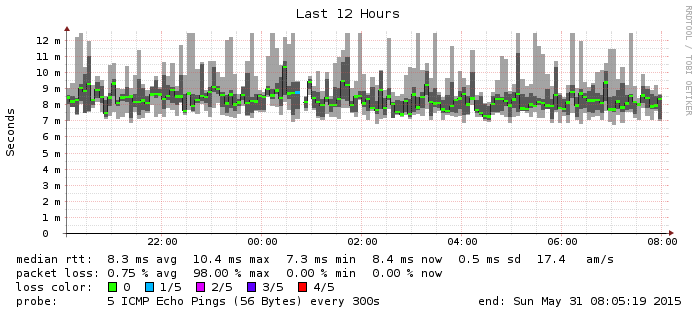 Last 12 Hours
RRDTOOL / TOBI OETIKER
Seconds
12 m
11 m
10 m
9 m
8 m
7 m
6 m
5 m
4 m
3 m
2 m
1 m
0
22:00 00:00 02:00 04:00 06:00 08:00
median rtt: 8.3 ms avg 10.4 ms max 7.3 ms min 8.4 ms now 0.5 ms sd 17.4 am/s
packet loss: 0.75 % avg 98.00 % max 0.00 % min 0.00 % now
loss color: 0 1/5 2/5 3/5 4/5
probe: 5 ICMP Echo Pings (56 Bytes) every 300s end: Sun May 31 08:05:19 2015